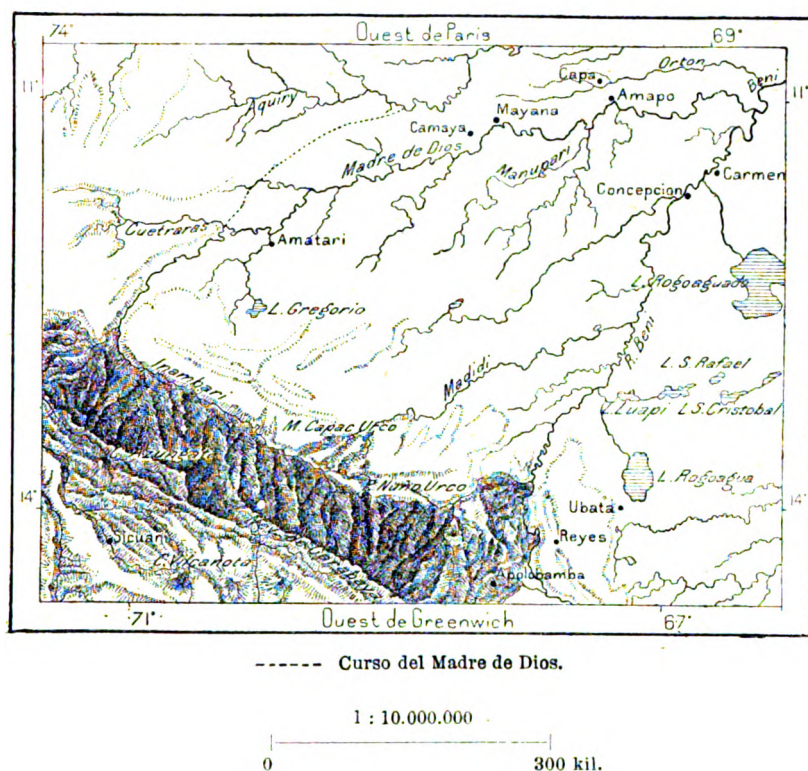 74°
Ouest de Paris
69°
11°
11°
Aquiry
Capa
Orton
Beni
Amapo
Mayana
Camaya
Madre de Dios
Manupari
Carmen
Concepcion
Cuetraras
Amatari
L. Rogoaguado
L. Gregorio
R. Beni
Inambari
Madidi
L. S. Rafael
L. Luapi
L S. Cristobal
M. Capac Urco
Nano Urco
L. Rogoagua
14°
14°
Ubata
Sicuani
Reyes
C. Vilcanota
Apolobamba
71°
Ouest de Greenwich
67°
------ Curso del Madre de Dios.
1 : 10.000.000
0 300 kil.